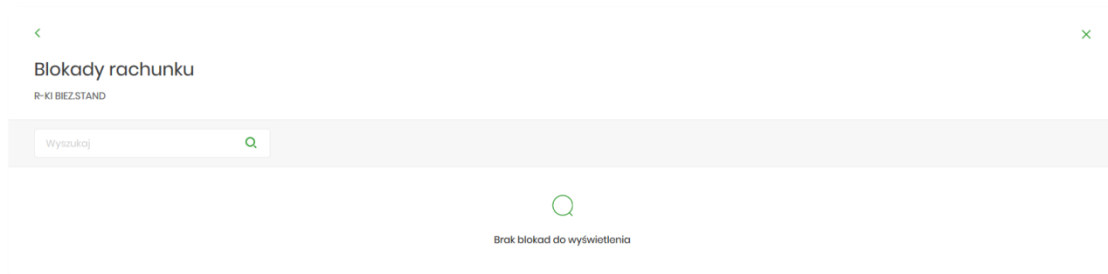 Blokady rachunku
R-KI BIEZ.STAND
Wyszukaj
Brak blokad do wyświetlenia